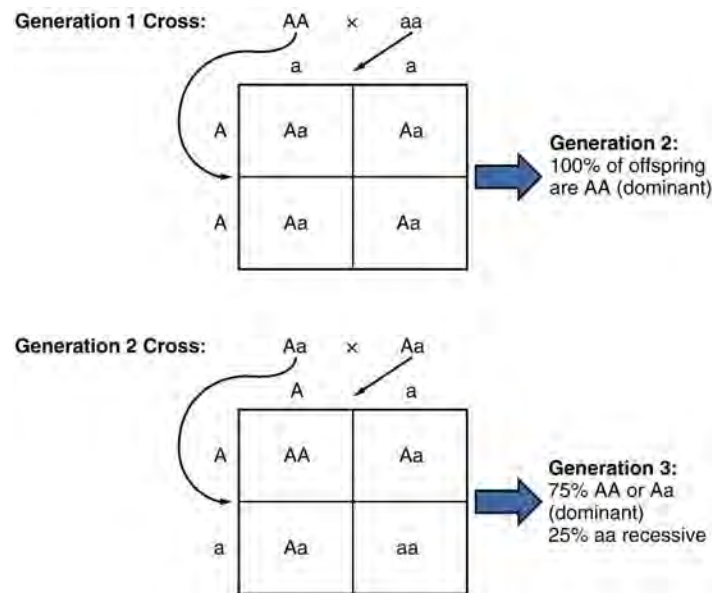 Generation 1 Cross: AA × aa
a a
A Aa Aa
Generation 2:
100% of offspring
are AA (dominant)
A Aa Aa
Generation 2 Cross: Aa × Aa
A a
A AA Aa
Generation 3:
75% AA or Aa
(dominant)
25% aa recessive
a Aa aa